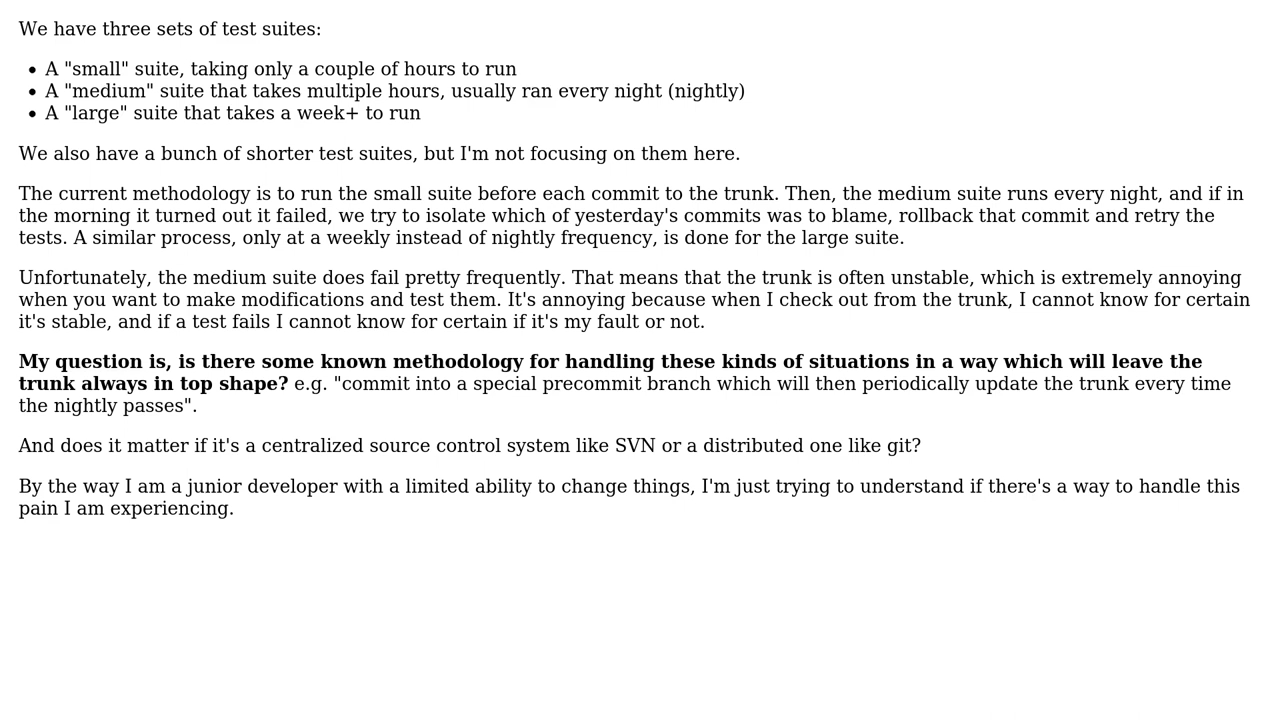 We have three sets of test suites:
• A "small" suite, taking only a couple of hours to run
• A "medium" suite that takes multiple hours, usually ran every night (nightly)
• A "large" suite that takes a week+ to run
We also have a bunch of shorter test suites, but I'm not focusing on them here.
The current methodology is to run the small suite before each commit to the trunk. Then, the medium suite runs every night, and if in
the morning it turned out it failed, we try to isolate which of yesterday's commits was to blame, rollback that commit and retry the
tests. A similar process, only at a weekly instead of nightly frequency, is done for the large suite.
Unfortunately, the medium suite does fail pretty frequently. That means that the trunk is often unstable, which is extremely annoying
when you want to make modifications and test them. It's annoying because when I check out from the trunk, I cannot know for certain
it's stable, and if a test fails I cannot know for certain if it's my fault or not.
My question is, is there some known methodology for handling these kinds of situations in a way which will leave the
trunk always in top shape? e.g. "commit into a special precommit branch which will then periodically update the trunk every time
the nightly passes".
And does it matter if it's a centralized source control system like SVN or a distributed one like git?
By the way I am a junior developer with a limited ability to change things, I'm just trying to understand if there's a way to handle this
pain I am experiencing.